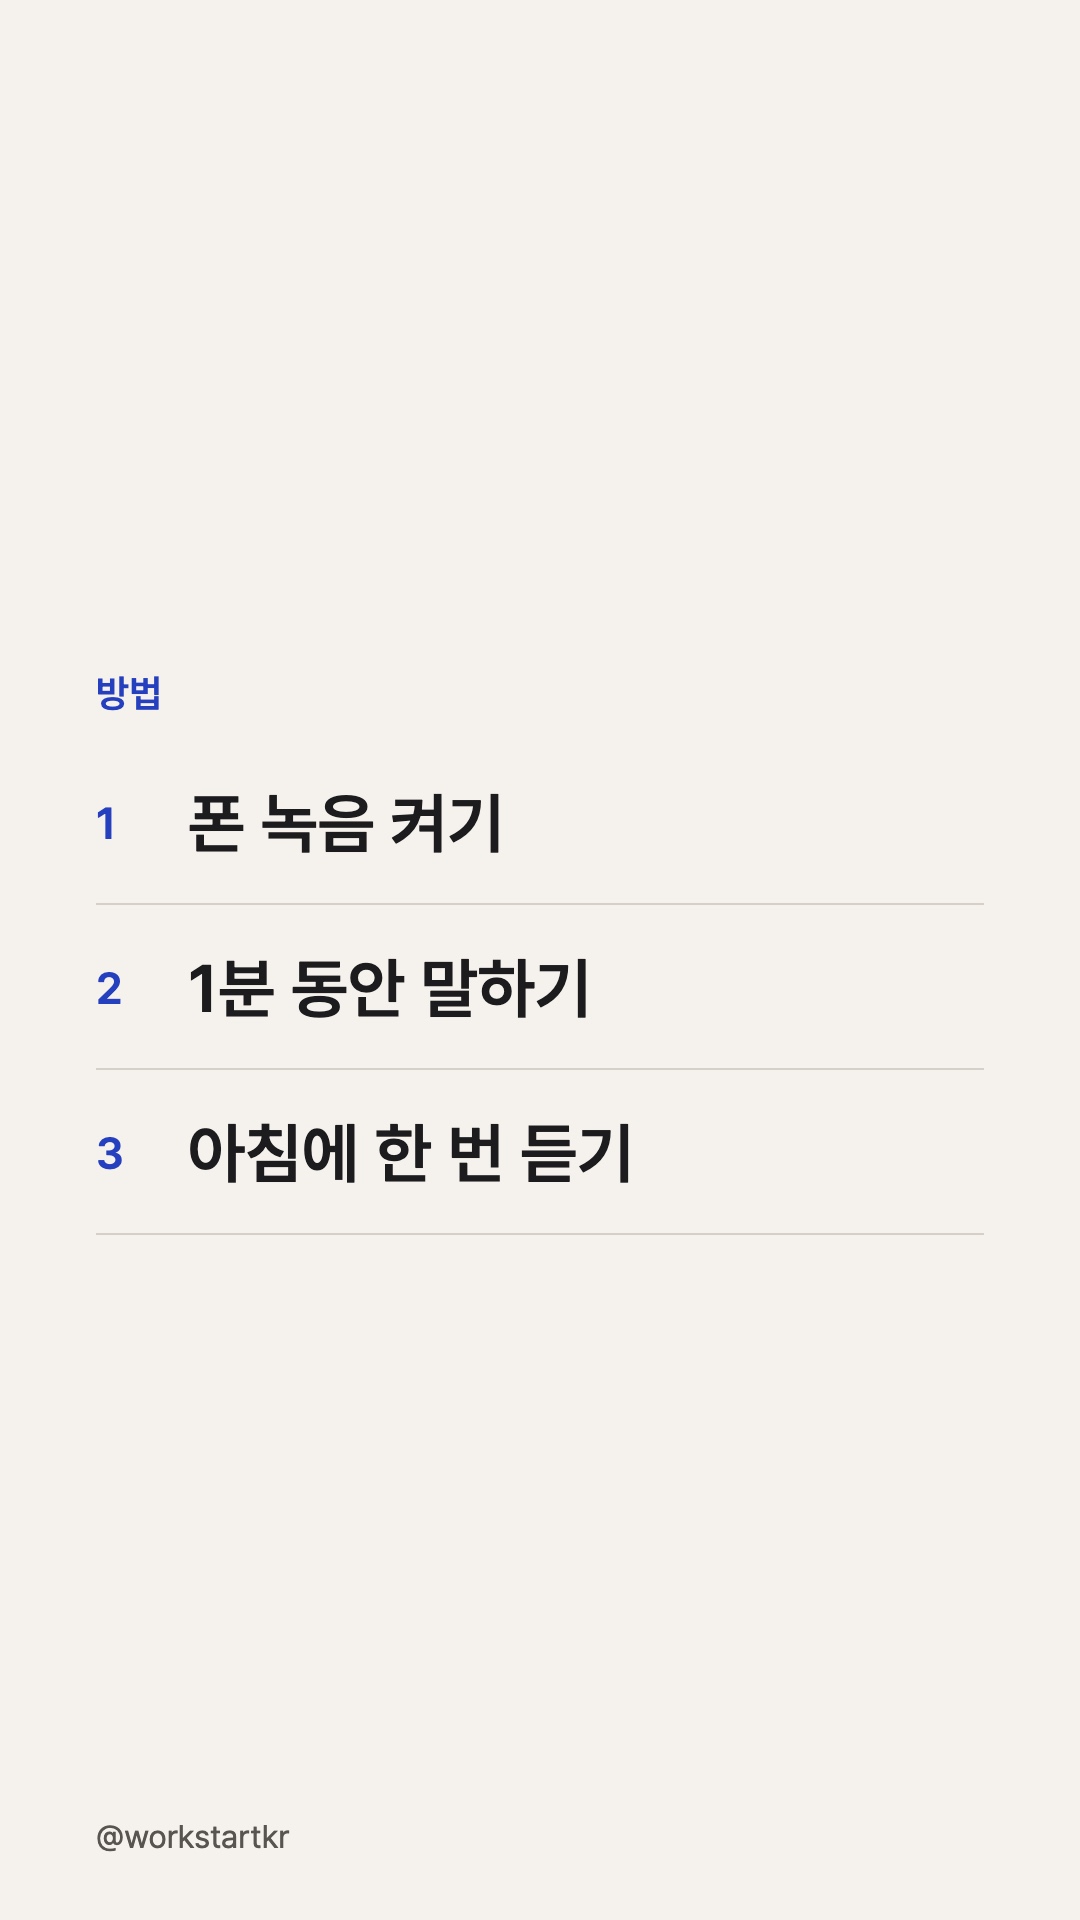 방법
1 폰 녹음 켜기
2 1분 동안 말하기
3 아침에 한 번 듣기
@workstartkr